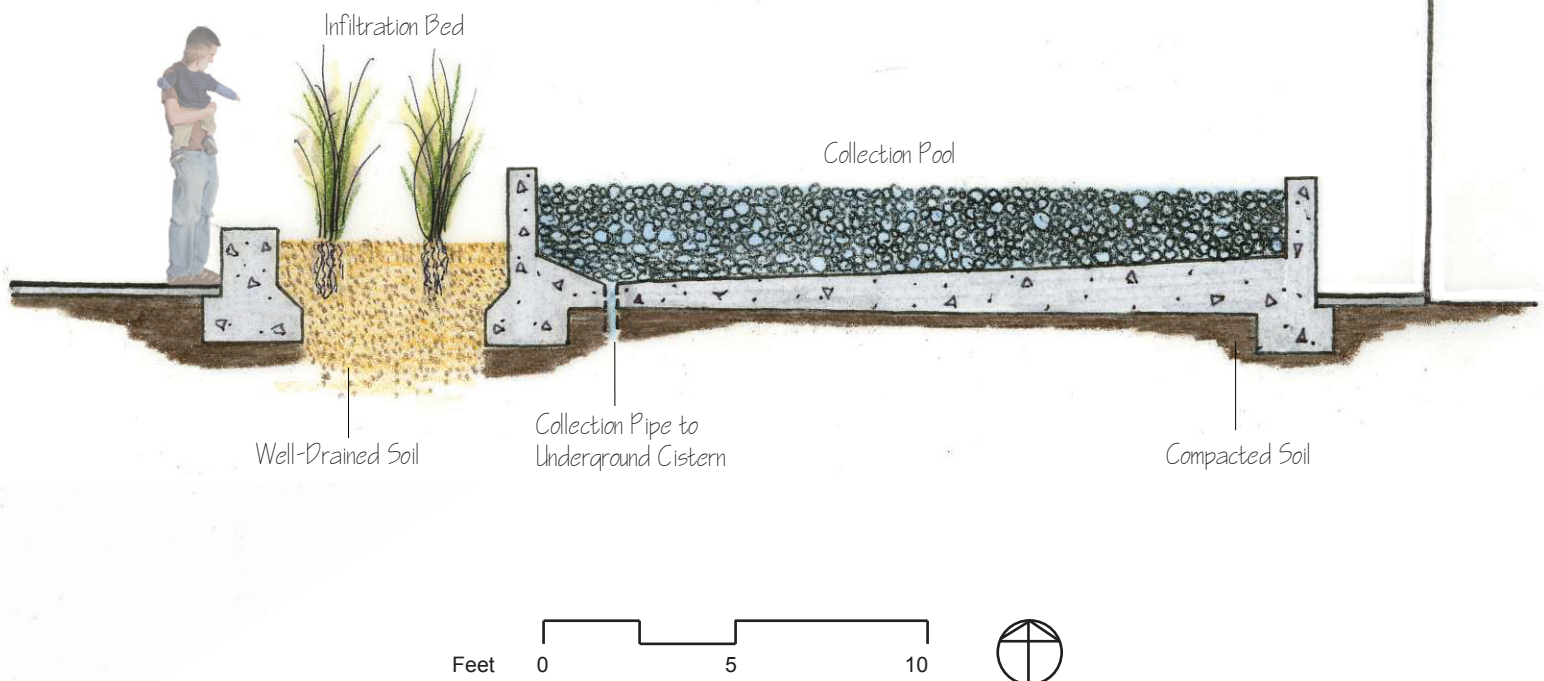 Infiltration Bed
Collection Pool
Well-Drained Soil
Collection Pipe to
Underground Cistern
Compacted Soil
Feet 0 5 10